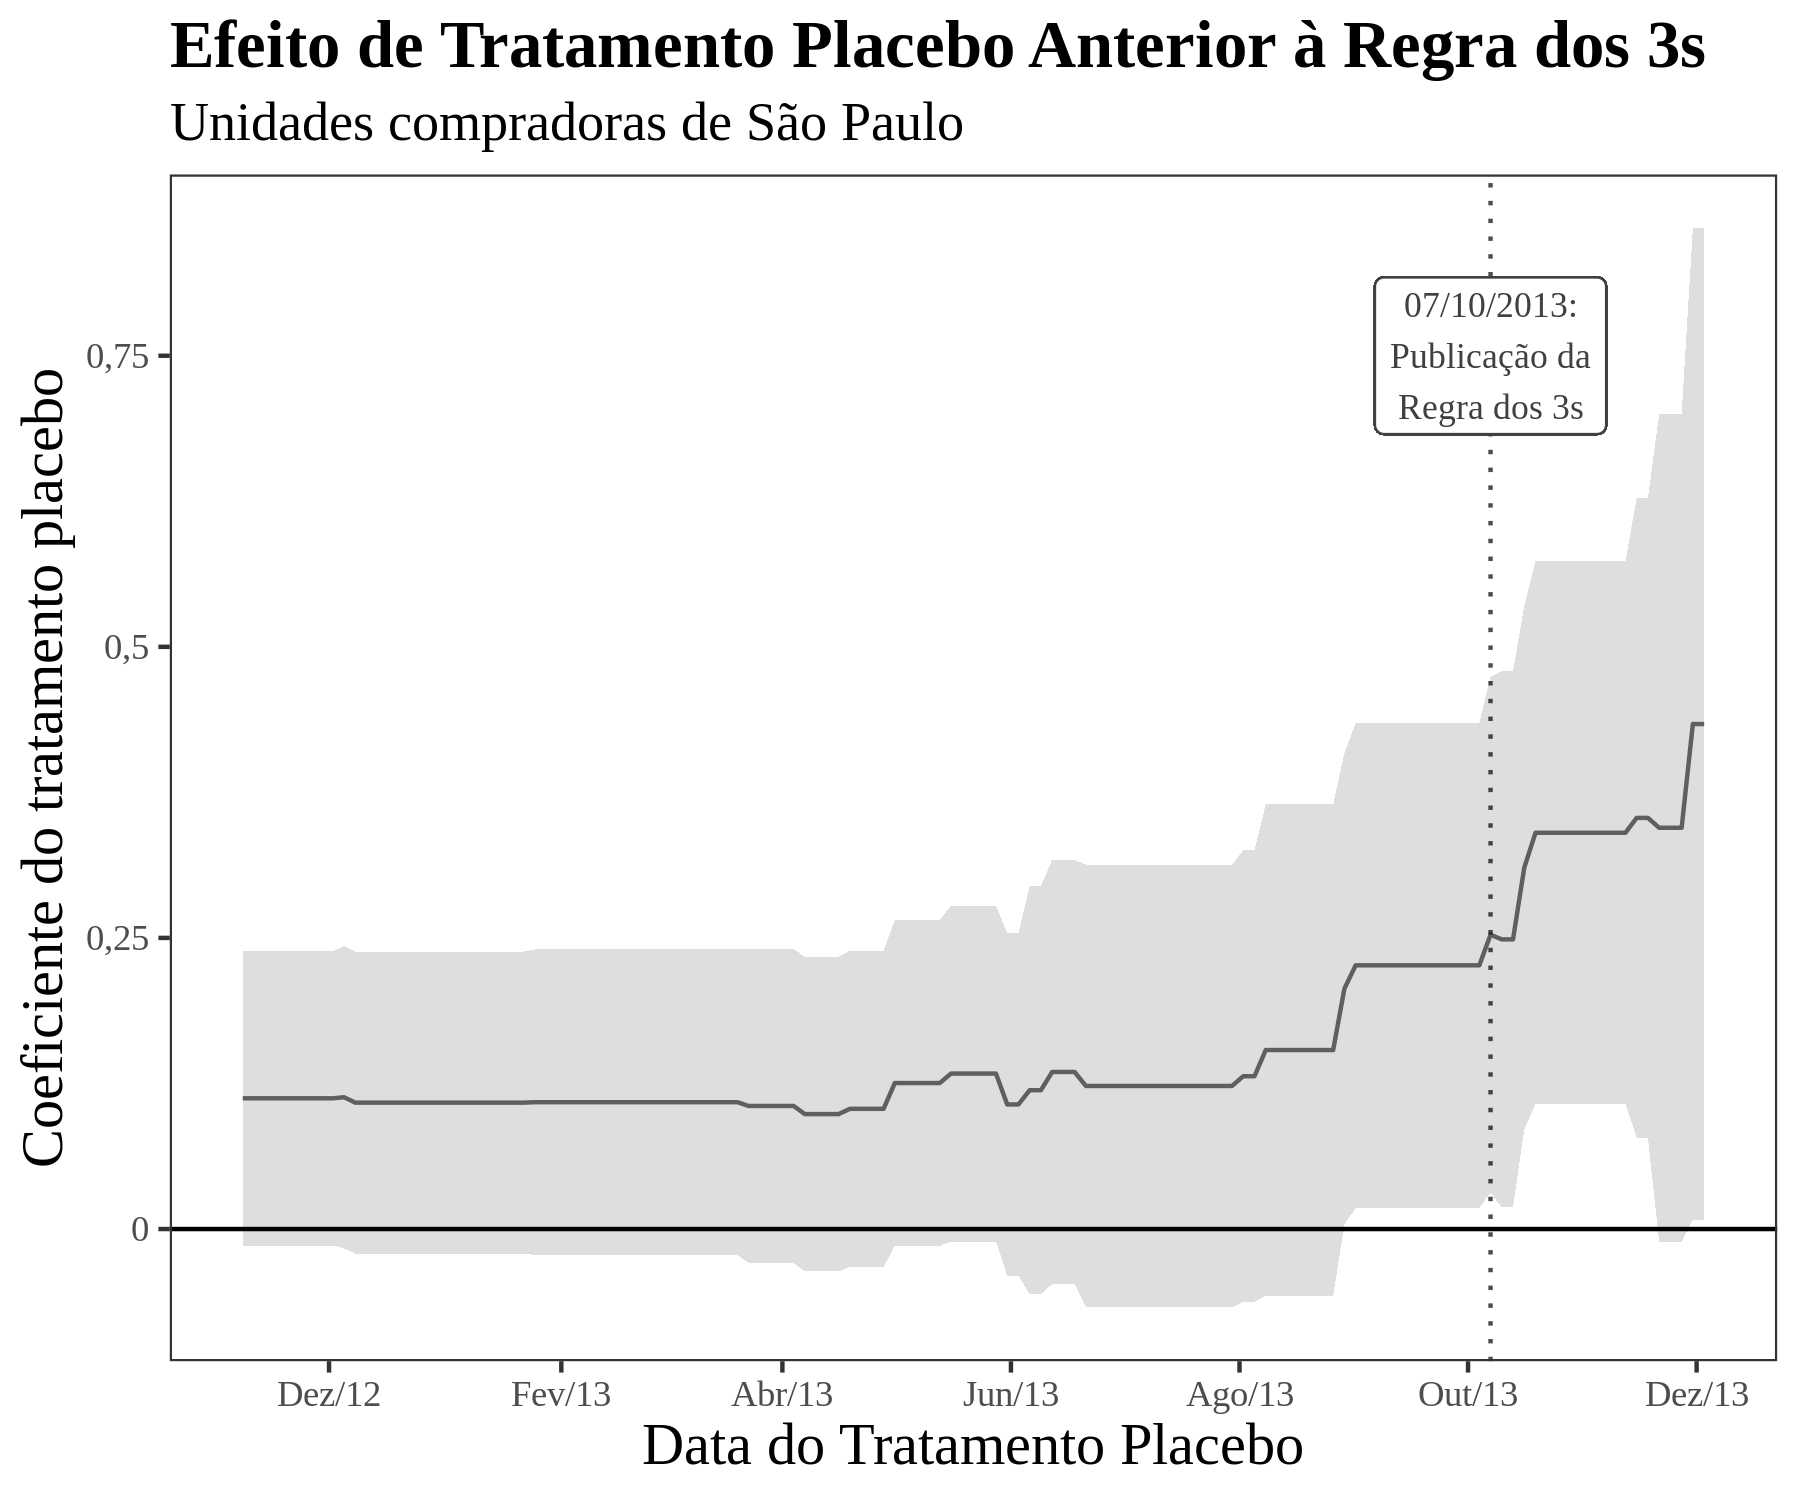 Efeito de Tratamento Placebo Anterior à Regra dos 3s
Unidades compradoras de São Paulo
Coeficiente do tratamento placebo
0,75
0,5
0,25
0
07/10/2013:
Publicação da
Regra dos 3s
Dez/12
Fev/13
Abr/13
Jun/13
Ago/13
Out/13
Dez/13
Data do Tratamento Placebo